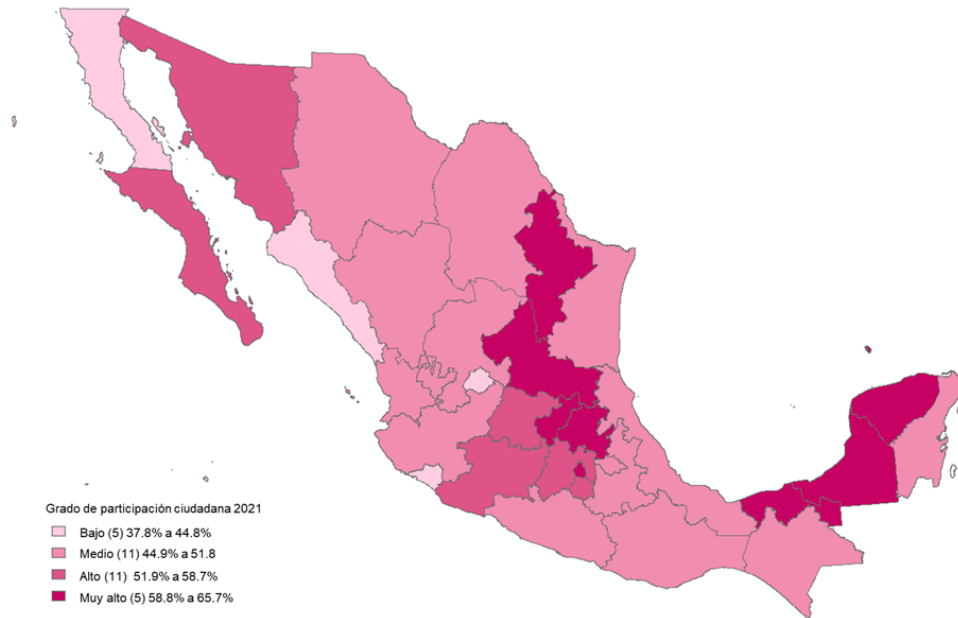 Grado de participación ciudadana 2021
Bajo (5) 37.8% a 44.8%
Medio (11) 44.9% a 51.8
Alto (11) 51.9% a 58.7%
Muy alto (5) 58.8% a 65.7%